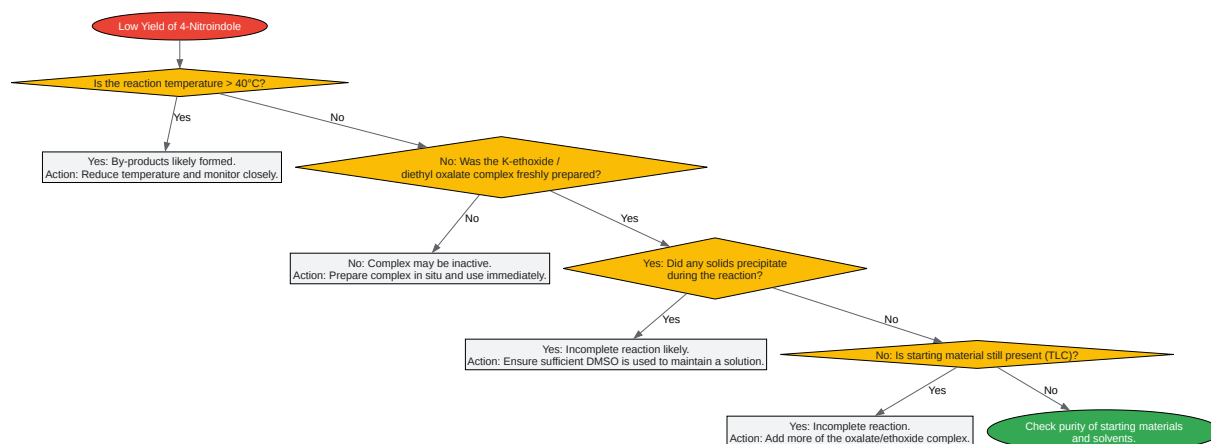 Low Yield of 4-Nitroindole
Is the reaction temperature > 40°C?
Yes
No
Yes: By-products likely formed.
Action: Reduce temperature and monitor closely.
No: Was the K-ethoxide /
diethyl oxalate complex freshly prepared?
No
Yes
No: Complex may be inactive.
Action: Prepare complex in situ and use immediately.
Yes: Did any solids precipitate
during the reaction?
Yes
No
Yes: Incomplete reaction likely.
Action: Ensure sufficient DMSO is used to maintain a solution.
No: Is starting material still present (TLC)?
Yes
No
Yes: Incomplete reaction.
Action: Add more of the oxalate/ethoxide complex.
Check purity of starting materials
and solvents.